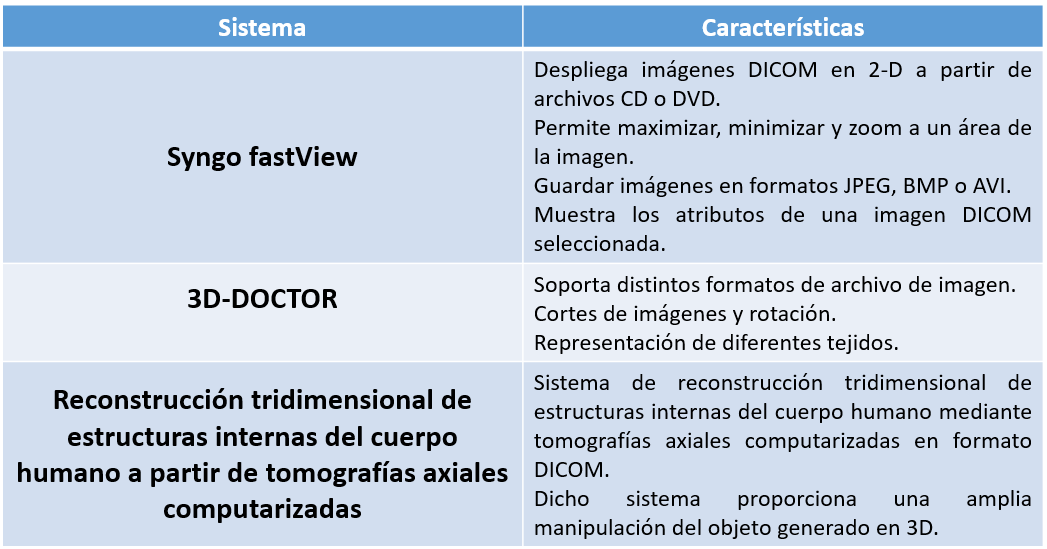 Sistema
Características
Syngo fastView
Despliega imágenes DICOM en 2-D a partir de
archivos CD o DVD.
Permite maximizar, minimizar y zoom a un área de
la imagen.
Guardar imágenes en formatos JPEG, BMP o AVI.
Muestra los atributos de una imagen DICOM
seleccionada.
3D-DOCTOR
Soporta distintos formatos de archivo de imagen.
Cortes de imágenes y rotación.
Representación de diferentes tejidos.
Reconstrucción tridimensional de
estructuras internas del cuerpo
humano a partir de tomografías axiales
computarizadas
Sistema de reconstrucción tridimensional de
estructuras internas del cuerpo humano mediante
tomografías axiales computarizadas en formato
DICOM.
Dicho sistema proporciona una amplia
manipulación del objeto generado en 3D.